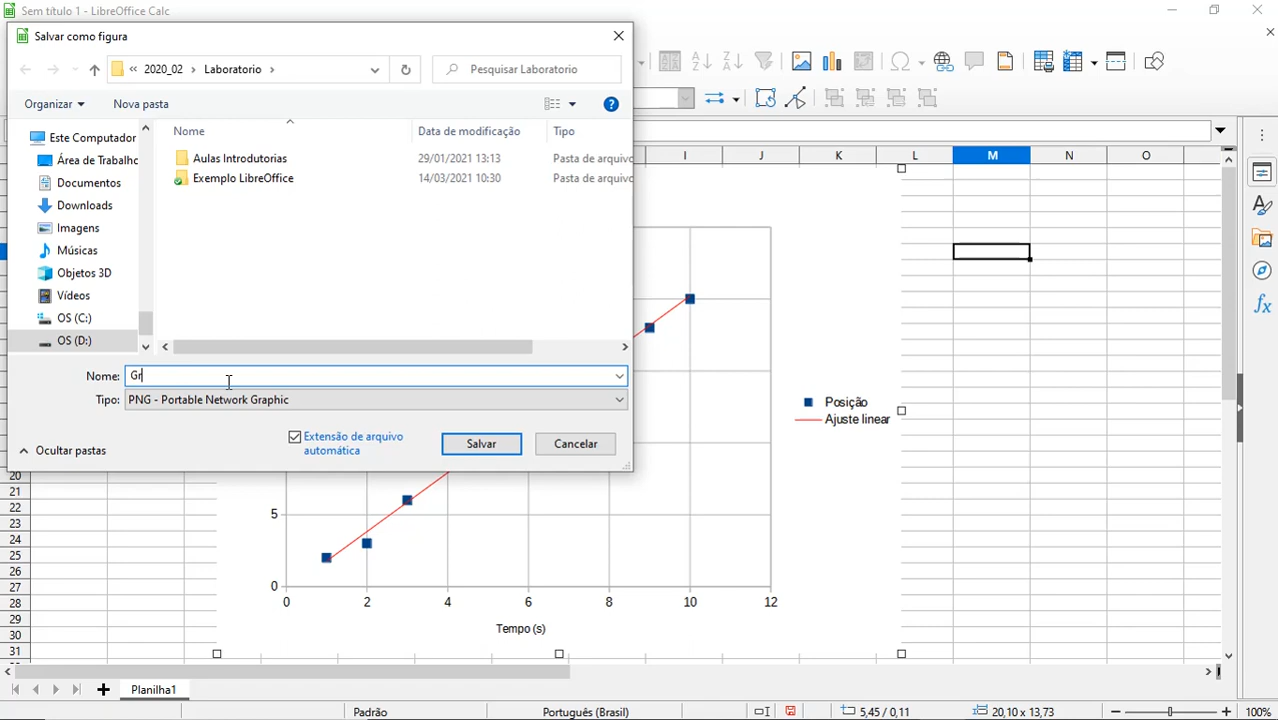 Sem título 1 - LibreOffice Calc
Salvar como figura
2020_02 > Laboratorio >
Pesquisar Laboratorio
Organizar
Nova pasta
Este Computador
Área de Trabalho
Documentos
Downloads
Imagens
Músicas
Objetos 3D
Vídeos
OS (C:)
OS (D:)
Nome Data de modificação Tipo
Aulas Introdutorias 29/01/2021 13:13 Pasta de arquivo
Exemplo LibreOffice 14/03/2021 10:30 Pasta de arquivo
Nome: Gr
Tipo: PNG - Portable Network Graphic
Ocultar pastas
Extensão de arquivo
automática
Salvar
Cancelar
I J K L M N O
Posição
Ajuste linear
20
21
22
23
24
25
26
27
28
29
30
31
5
0
0 2 4 6 8 10 12
Tempo (s)
Planilha1
Padrão
Português (Brasil)
5,45 / 0,11
20,10 x 13,73
100%